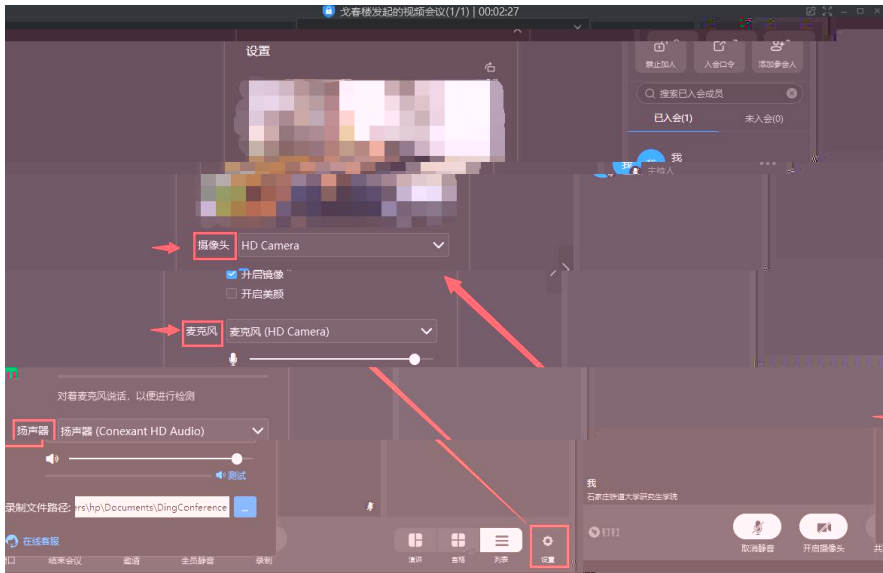 戈春楼发起的视频会议(1/1) | 00:02:27
设置
禁止加人
入会口令
添加参会人
搜索已入会成员
已入会(1)
未入会(0)
我
主持人
摄像头
HD Camera
开启镜像
开启美颜
麦克风
麦克风 (HD Camera)
对着麦克风说话，以便进行检测
扬声器
扬声器 (Conexant HD Audio)
测试
录制文件路径:
ers\hp\Documents\DingConference
...
在线客服
结束会议
邀请
全员静音
录制
演讲
宫格
列表
设置
我
石家庄铁道大学研究生学院
钉钉
取消静音
开启摄像头